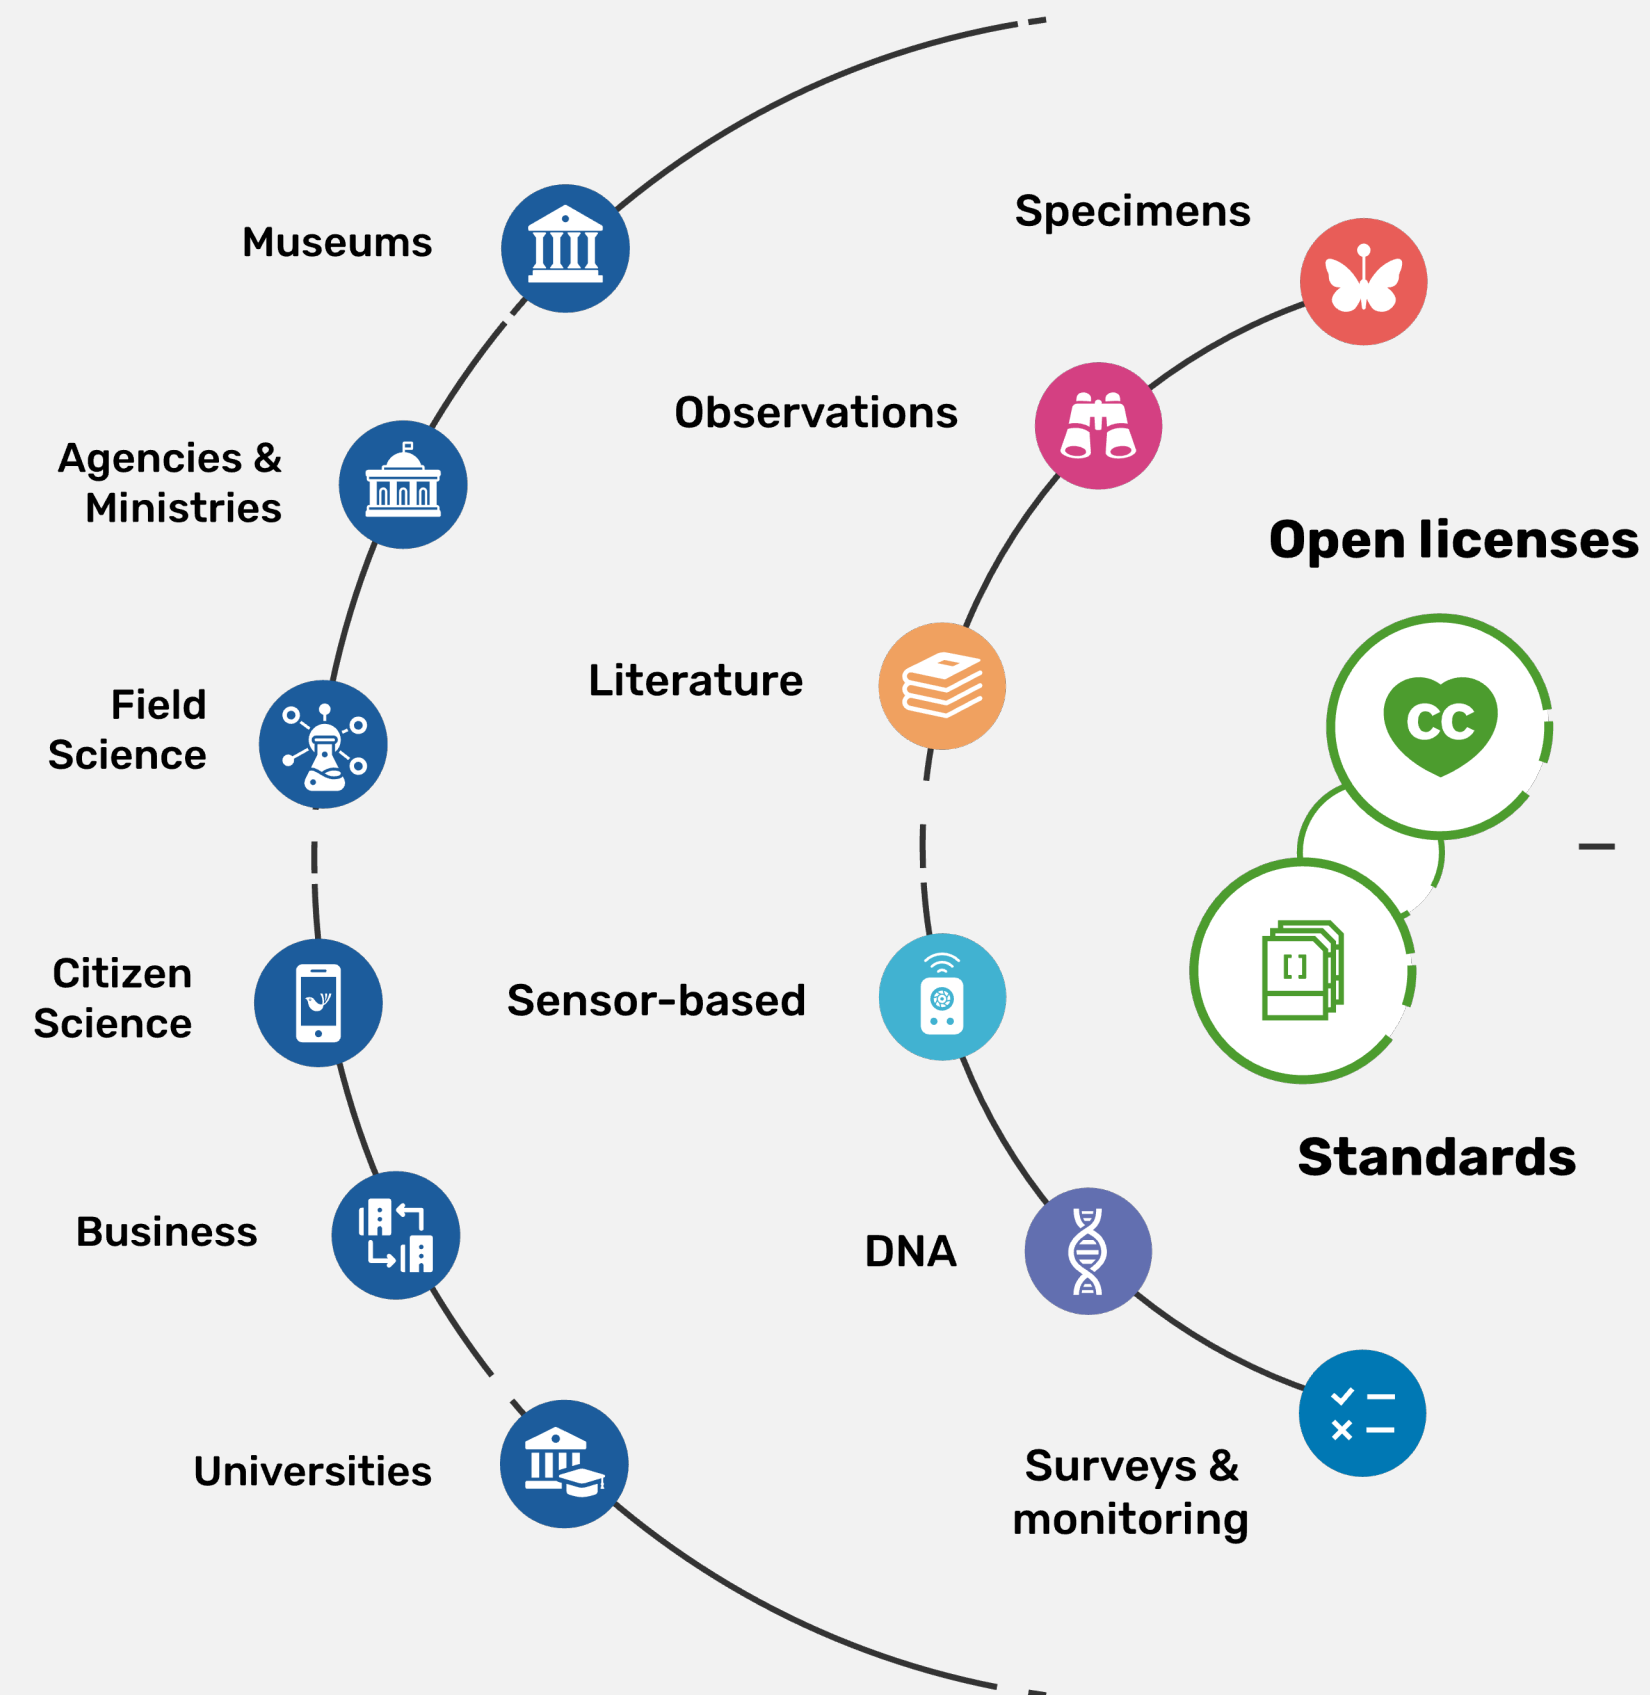 Museums
Agencies &
Ministries
Field
Science
Citizen
Science
Business
Universities
Specimens
Observations
Literature
Sensor-based
DNA
Surveys &
monitoring
Open licenses
CC
[]
Standards